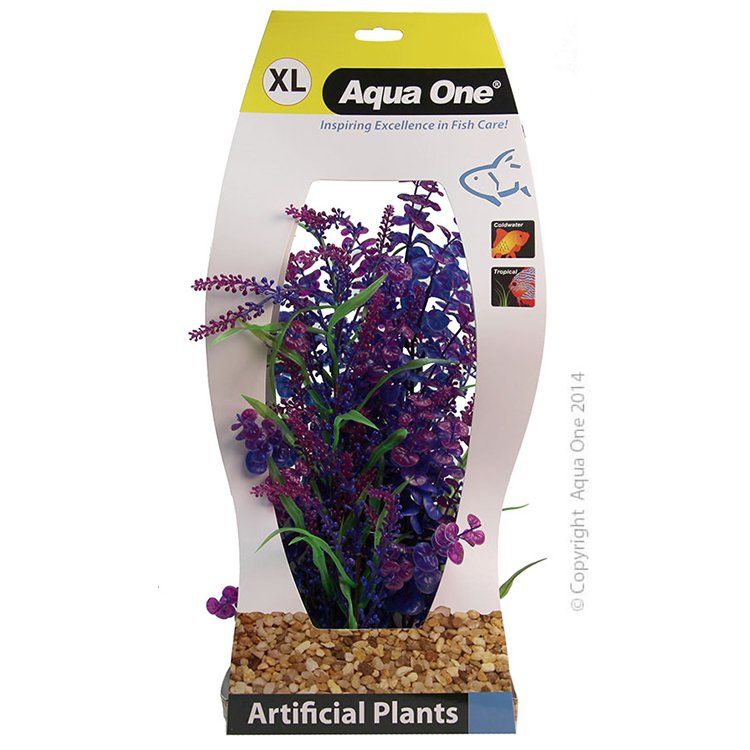 XL
Aqua One®
Inspiring Excellence in Fish Care!
Coldwater
Tropical
© Copyright Aqua One 2014
Artificial Plants